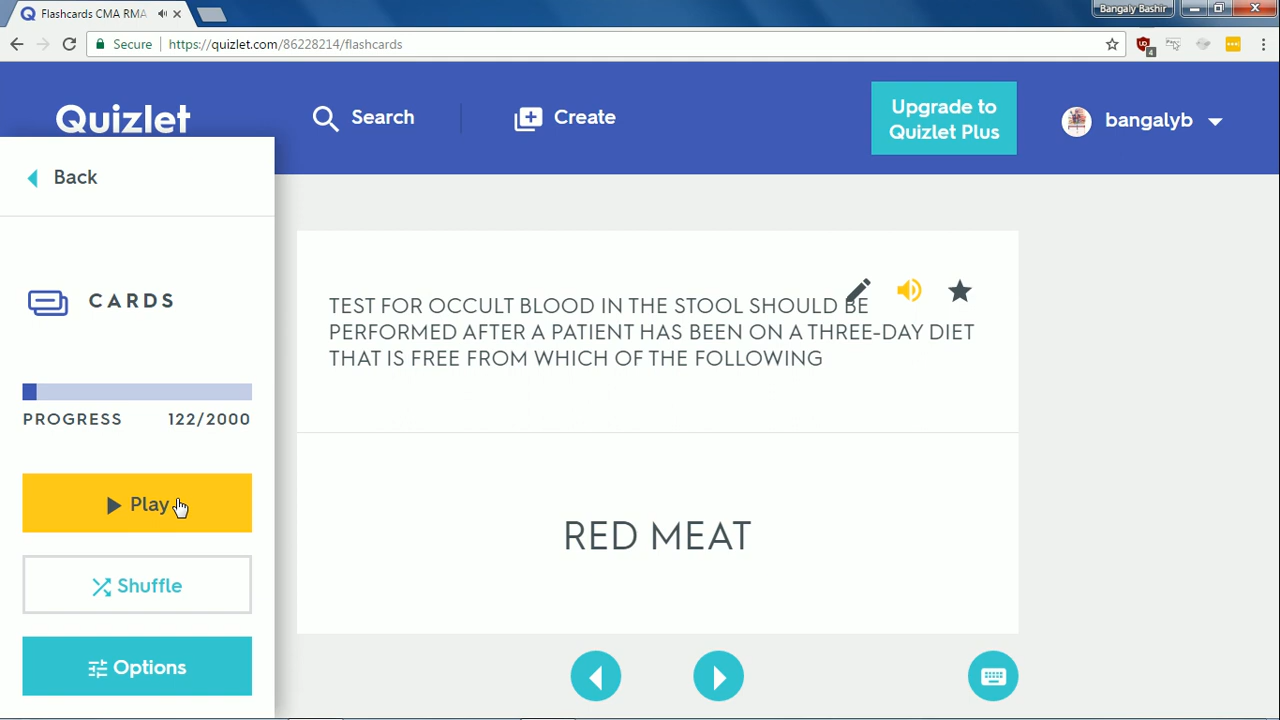 Flashcards CMA RMA
Bangaly Bashir
Secure
https://quizlet.com/86228214/flashcards
4
Quizlet
Search
Create
Upgrade to
Quizlet Plus
bangalyb
Back
CARDS
PROGRESS 122/2000
Play
Shuffle
Options
TEST FOR OCCULT BLOOD IN THE STOOL SHOULD BE
PERFORMED AFTER A PATIENT HAS BEEN ON A THREE-DAY DIET
THAT IS FREE FROM WHICH OF THE FOLLOWING
RED MEAT